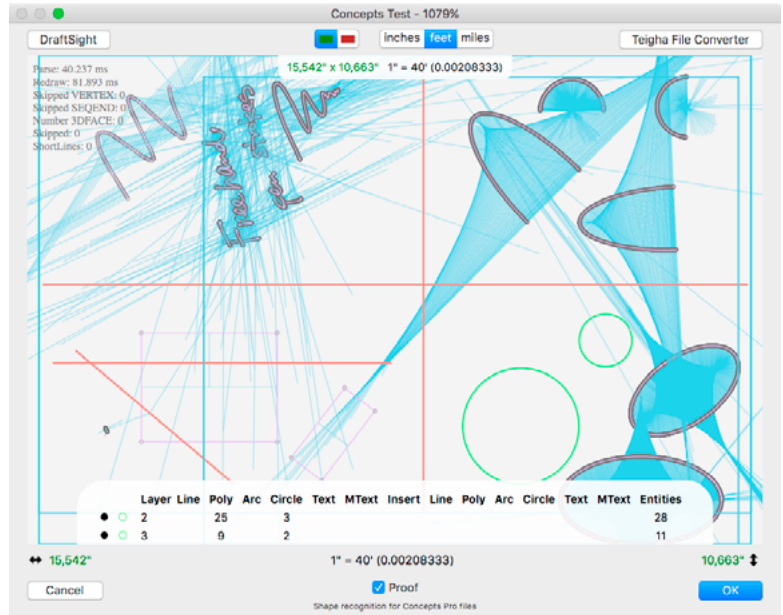 Concepts Test - 1079%
DraftSight inches feet miles Teigha File Converter
15,542" x 10,663" 1" = 40' (0.00208333)
Parse: 40.237 ms
Redraw: 81.893 ms
Skipped VERTEX: 0
Skipped SEQEND: 0
Number 3DFACE: 0
Skipped: 0
ShortLines: 0
Freehand
Layer Line Poly Arc Circle Text MText Insert Line Poly Arc Circle Text MText Entities
2 25 3 28
3 9 2 11
15,542" 1" = 40' (0.00208333) 10,663"
Cancel Proof OK
Shape recognition for Concepts Pro files